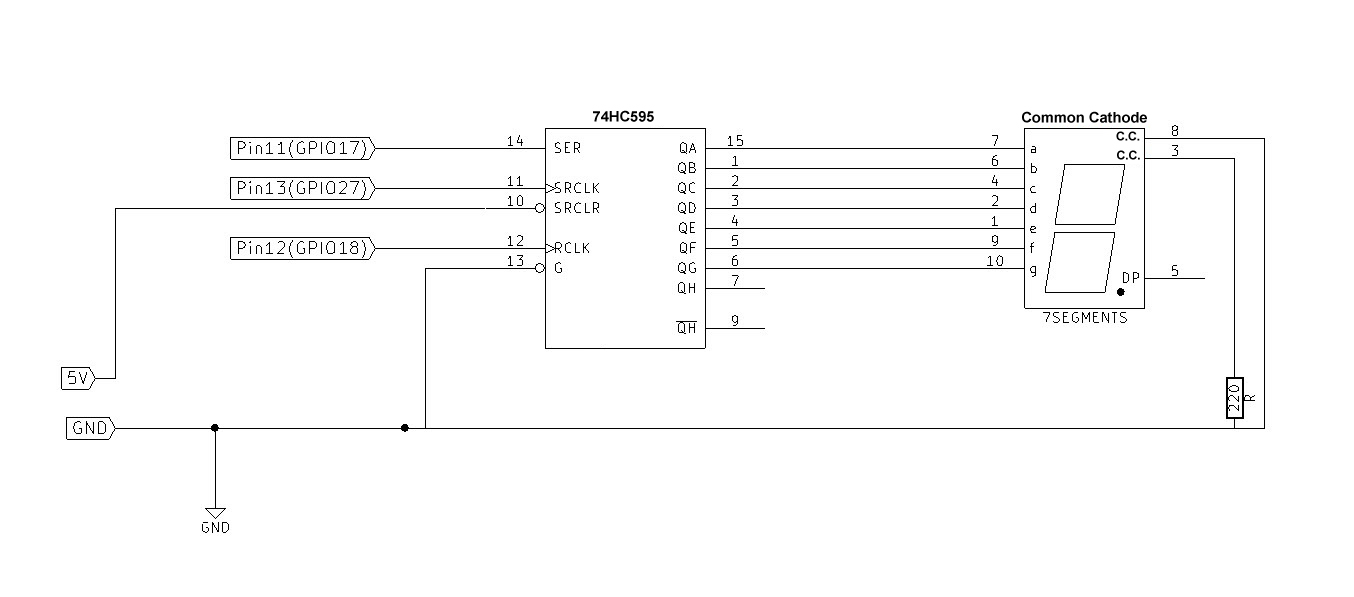 74HC595
Common Cathode
Pin11(GPIO17) 14 SER QA 15 7 a C.C. 8
QB 1 6 b C.C. 3
Pin13(GPIO27) 11 SRCLK QC 2 4 c
10 SRCLR QD 3 2 d
QE 4 1 e
Pin12(GPIO18) 12 RCLK QF 5 9 f
13 G QG 6 10 g
QH 7 DP 5
QH 9 7SEGMENTS
5V
220 R
GND
GND